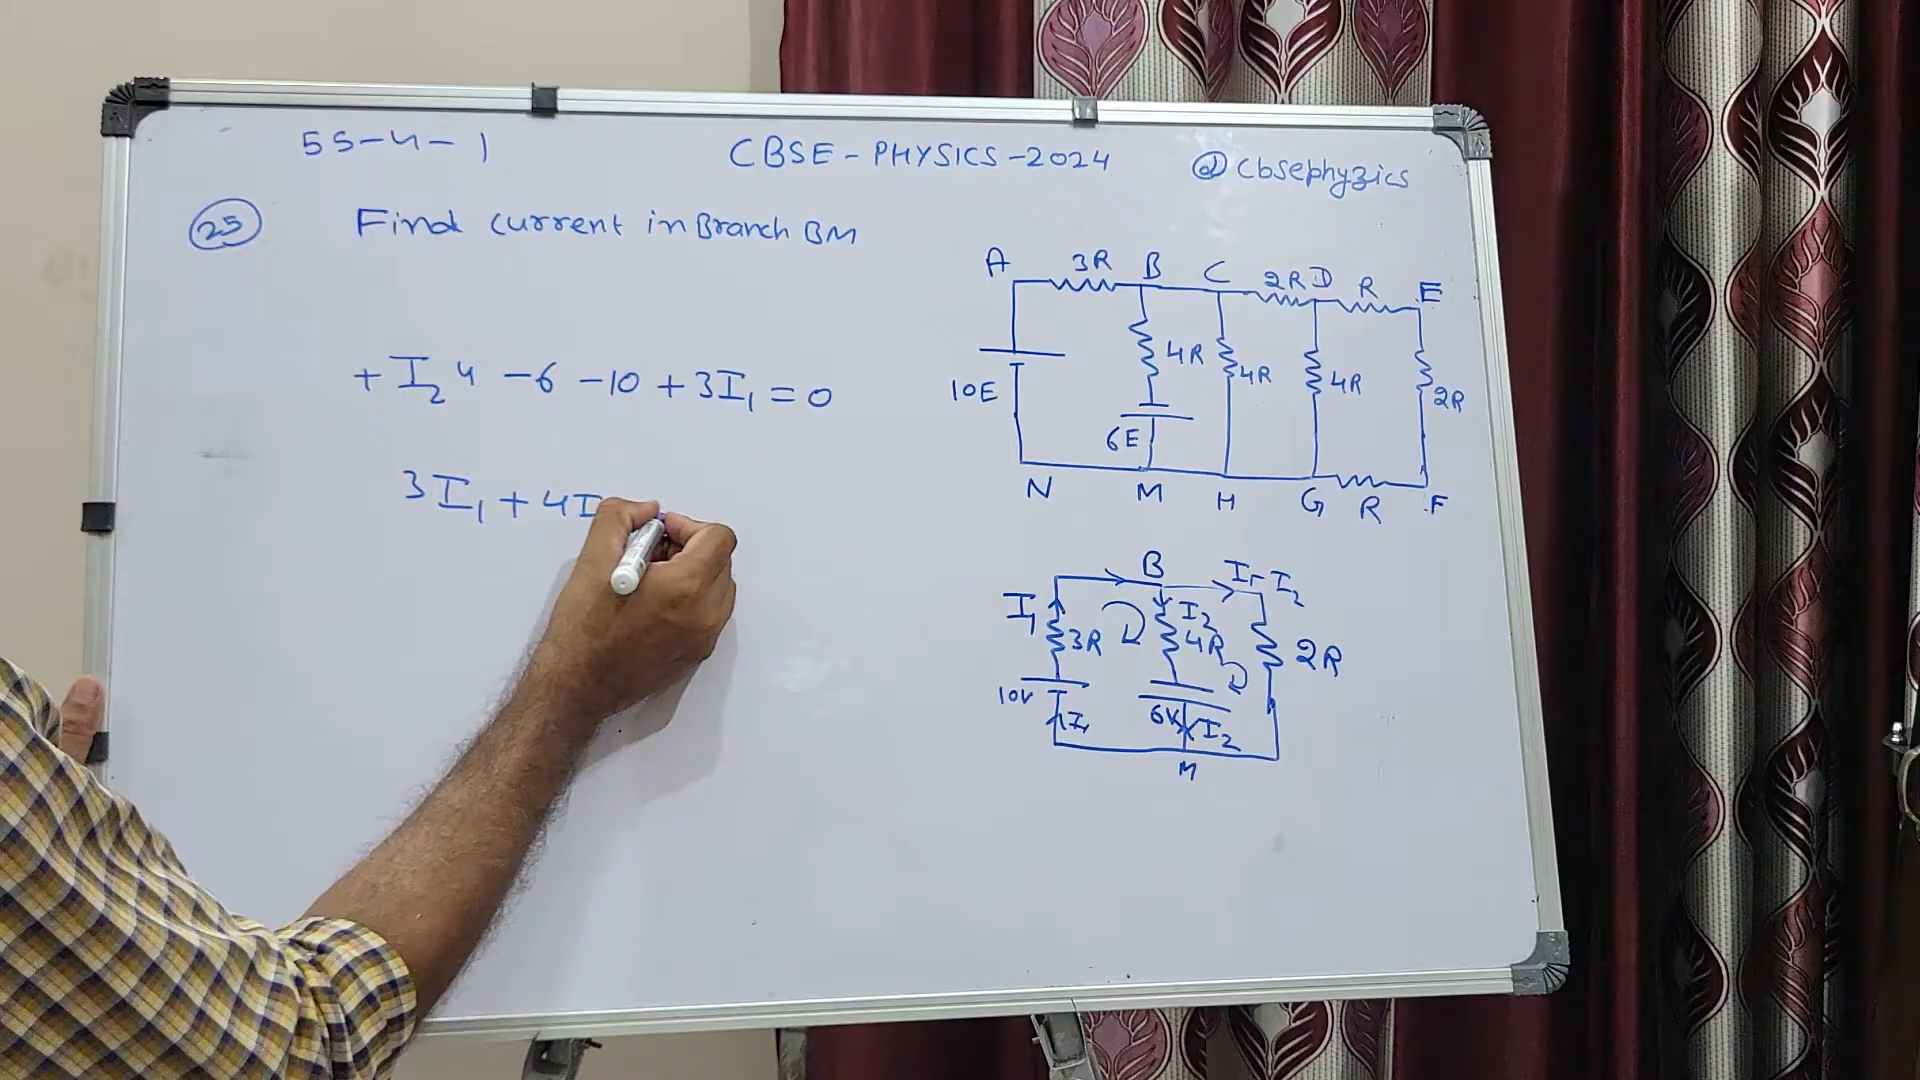 55-4-1
CBSE - PHYSICS - 2024
@cbsephyzics
25
Find current in Branch BM
+ I₂ 4 - 6 - 10 + 3I₁ = 0
3I₁ + 4I
A 3R B C 2R D R E
4R 4R 4R 2R
10E
6E
N M H G R F
B I₁-I₂
I₁ 3R I₂ 4R 2R
10V I₁ 6V I₂
M